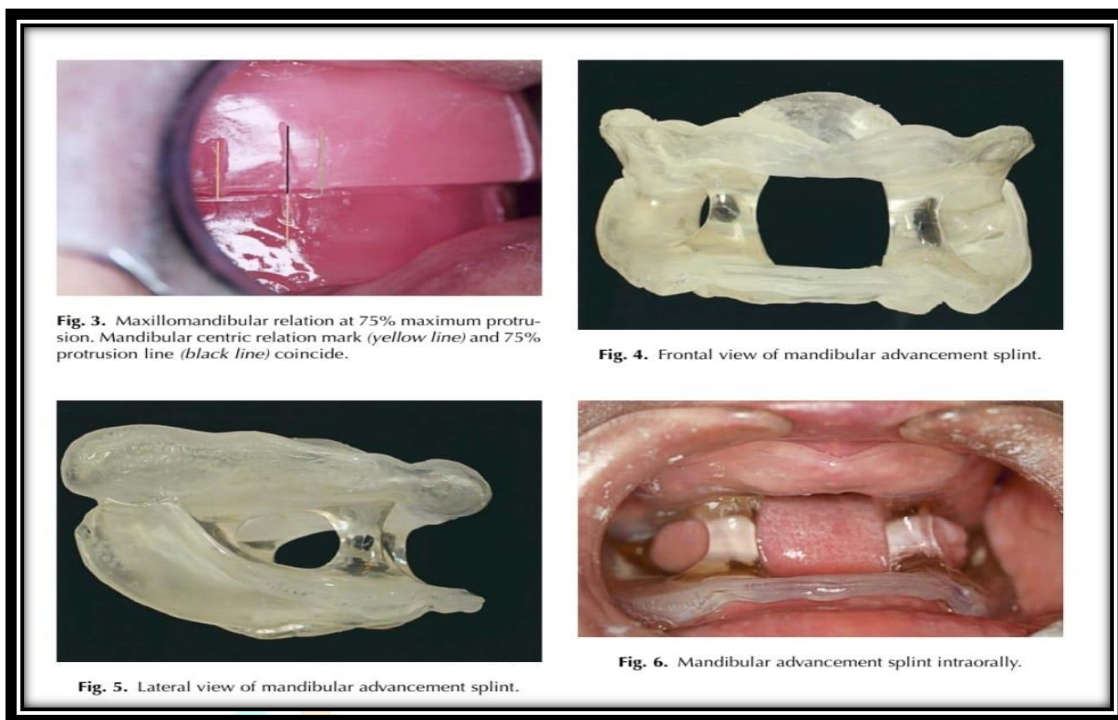 Fig. 3. Maxillomandibular relation at 75% maximum protru-
sion. Mandibular centric relation mark (yellow line) and 75%
protrusion line (black line) coincide.
Fig. 4. Frontal view of mandibular advancement splint.
Fig. 5. Lateral view of mandibular advancement splint.
Fig. 6. Mandibular advancement splint intraorally.